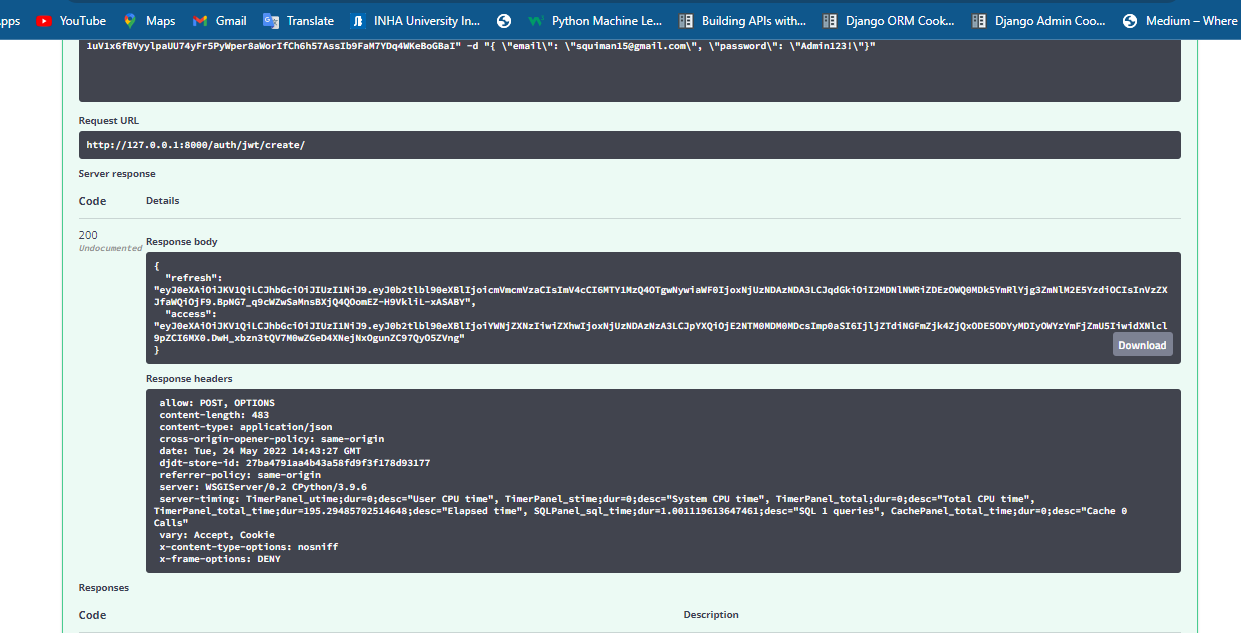 pps YouTube Maps Gmail Translate INHA University In... Python Machine Le... Building APIs with... Django ORM Cook... Django Admin Coo... Medium – Where
1uV1x6fBVyylpaUU74yFr5PyWper8aWorIfCh6h57AssIb9FaM7YDq4WKeBoGBaI" -d "{ \"email\": \"squiman15@gmail.com\", \"password\": \"Admin123!\"}"
Request URL
http://127.0.0.1:8000/auth/jwt/create/
Server response
Code Details
200
Undocumented
Response body
{
"refresh":
"eyJ0eXAiOiJKV1QiLCJhbGciOiJIUzI1NiJ9.eyJ0b2tlbl90eXBlIjoicmVmcmVzaCIsImV4cCI6MTY1MzQ4OTgwNywiaWF0IjoxNjUzNDAzNDA3LCJqdGkiOiI2MDNlNWRiZDEzOWQ0MDk5YmRlYjg3ZmNlM2E5YzdiOCIsInVzZX
JfaWQiOjF9.BpNG7_q9cWZwSaMnsBXjQ4QOomEZ-H9VkliL-xASABY",
"access":
"eyJ0eXAiOiJKV1QiLCJhbGciOiJIUzI1NiJ9.eyJ0b2tlbl90eXBlIjoiYWNjZXNzIiwiZXhwIjoxNjUzNDAzNzA3LCJpYXQiOjE2NTM0MDM0MDcsImp0aSI6IjljZTdiNGFmZjk4ZjQxODE5ODYyMDIyOWYzYmFjZmU5IiwidXNlcl
9pZCI6MX0.DwH_xbzn3tQV7M0wZGeD4XNejNxOgunZC97QyO5ZVng"
}
Download
Response headers
allow: POST, OPTIONS
content-length: 483
content-type: application/json
cross-origin-opener-policy: same-origin
date: Tue, 24 May 2022 14:43:27 GMT
djdt-store-id: 27ba4791aa4b43a58fd9f3f178d93177
referrer-policy: same-origin
server: WSGIServer/0.2 CPython/3.9.6
server-timing: TimerPanel_utime;dur=0;desc="User CPU time", TimerPanel_stime;dur=0;desc="System CPU time", TimerPanel_total;dur=0;desc="Total CPU time",
TimerPanel_total_time;dur=195.29485702514648;desc="Elapsed time", SQLPanel_sql_time;dur=1.001119613647461;desc="SQL 1 queries", CachePanel_total_time;dur=0;desc="Cache 0
Calls"
vary: Accept, Cookie
x-content-type-options: nosniff
x-frame-options: DENY
Responses
Code Description